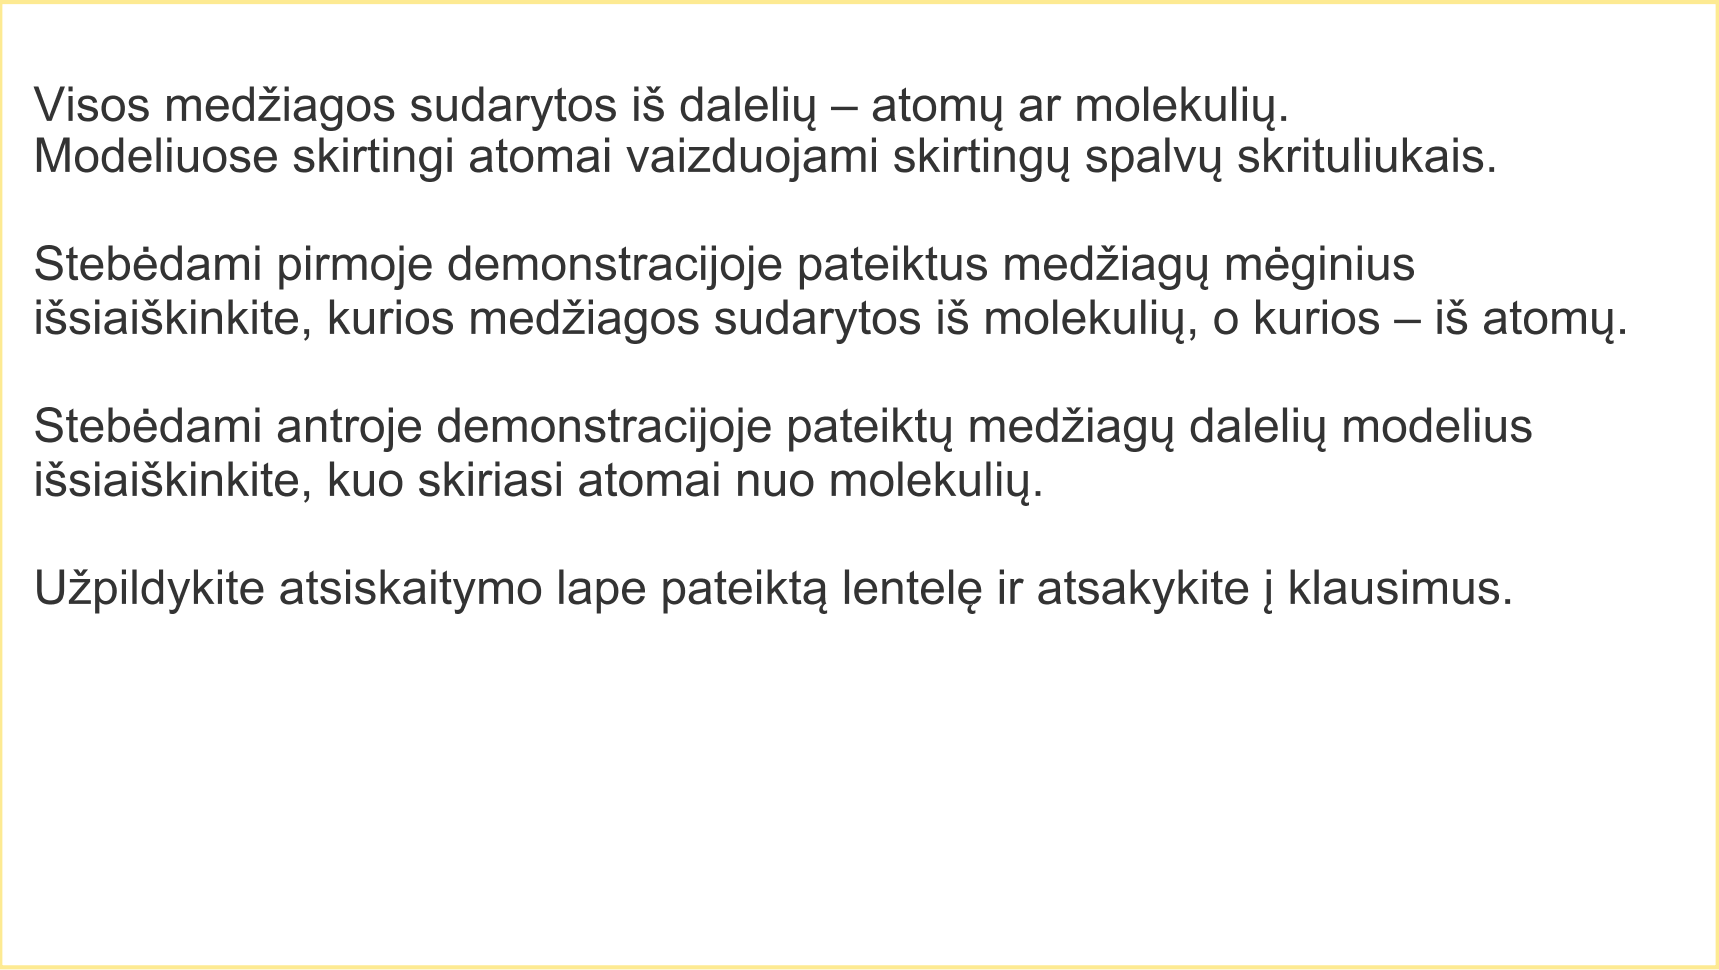 Visos medžiagos sudarytos iš dalelių – atomų ar molekulių.
Modeliuose skirtingi atomai vaizduojami skirtingų spalvų skrituliukais.
Stebėdami pirmoje demonstracijoje pateiktus medžiagų mėginius
išsiaiškinkite, kurios medžiagos sudarytos iš molekulių, o kurios – iš atomų.
Stebėdami antroje demonstracijoje pateiktų medžiagų dalelių modelius
išsiaiškinkite, kuo skiriasi atomai nuo molekulių.
Užpildykite atsiskaitymo lape pateiktą lentelę ir atsakykite į klausimus.